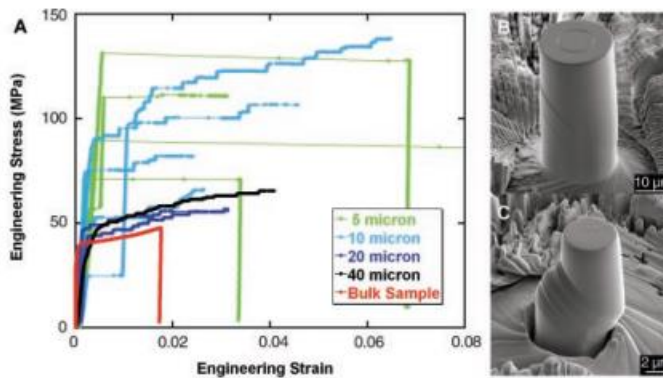 A
150
100
50
0
Engineering Stress (MPa)
5 micron
10 micron
20 micron
40 micron
Bulk Sample
0
0.02
0.04
0.06
0.08
Engineering Strain
B
10 µm
C
2 µm